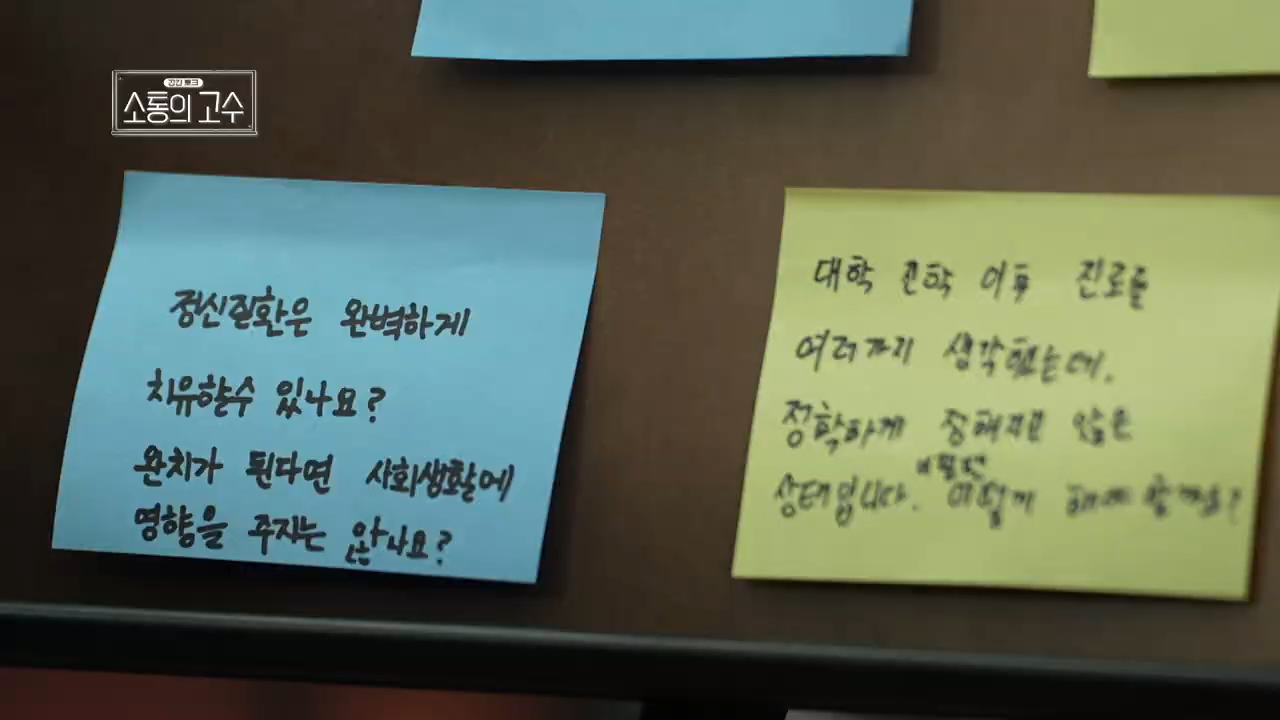 소통의 고수
정신질환은 완벽하게
치유할수 있나요?
완치가 된다면 사회생활에
영향을 주지는 않나요?
대학 진학 이후 진로를
여러가지 생각했는데.
정확하게 정해지고 않은
상태입니다. 어떻게 해야 할까요?